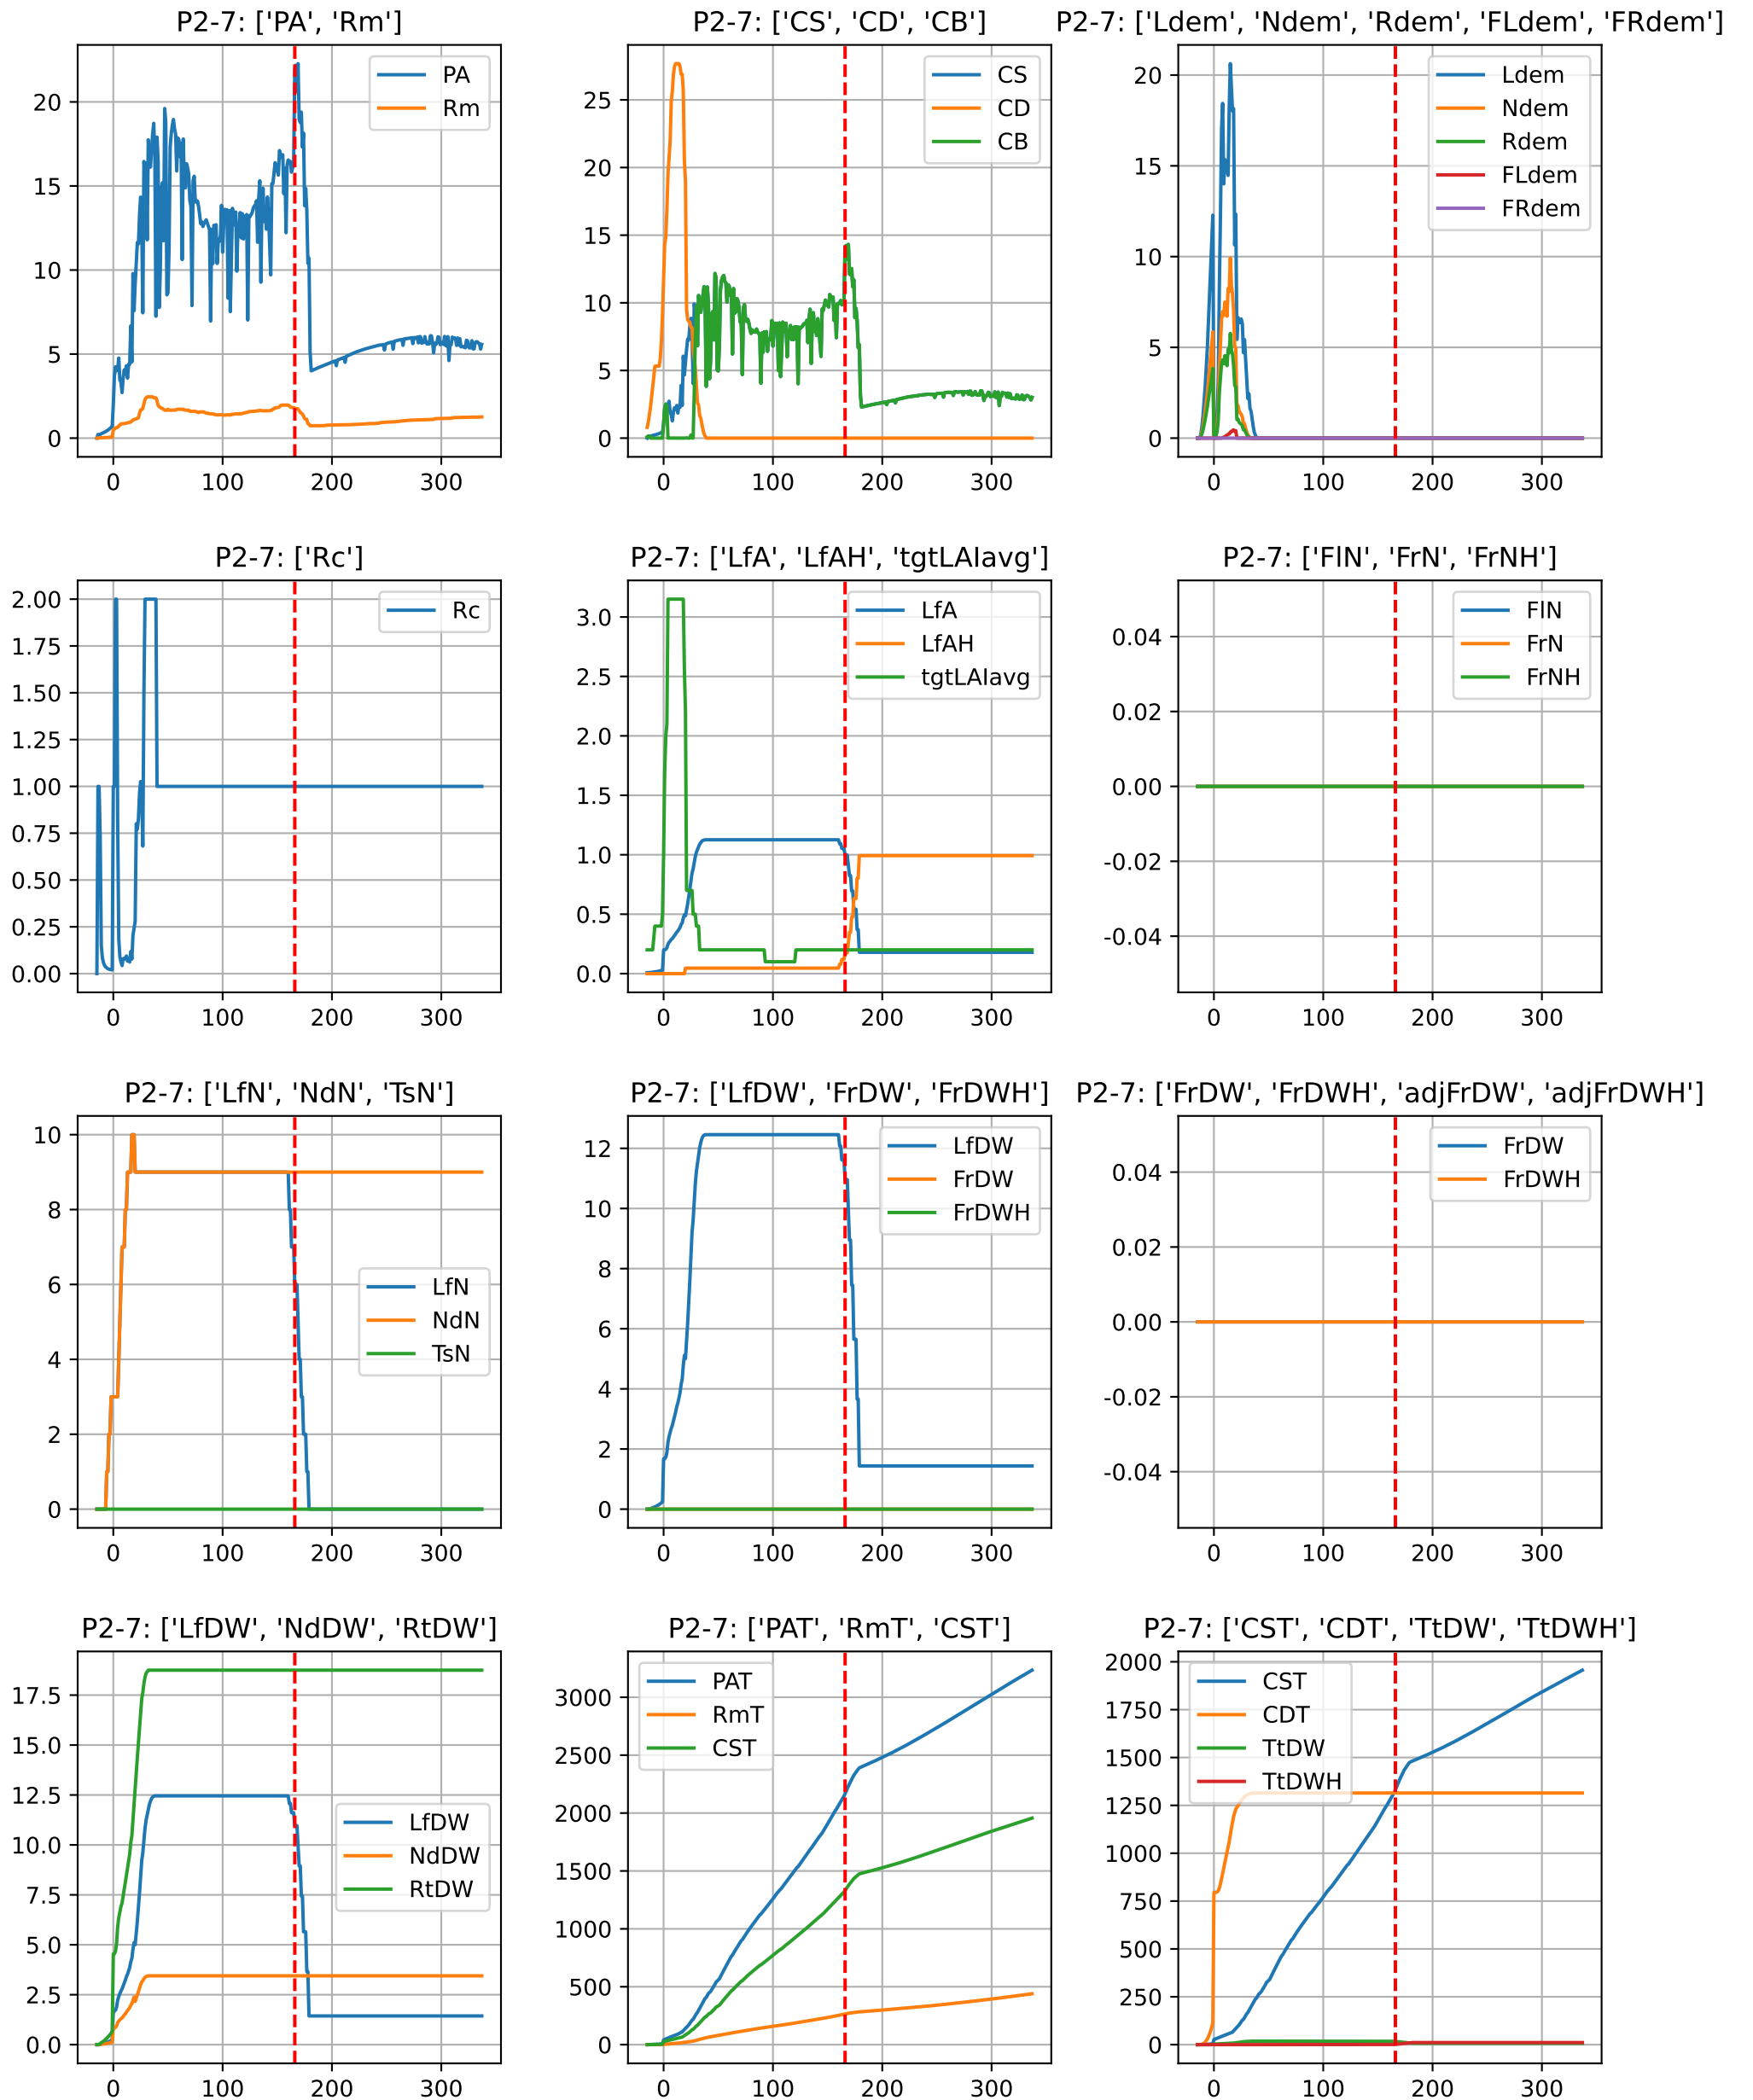 P2-7: ['PA', 'Rm']
20
15
10
5
0
0 100 200 300
PA
Rm
P2-7: ['CS', 'CD', 'CB']
25
20
15
10
5
0
0 100 200 300
CS
CD
CB
P2-7: ['Ldem', 'Ndem', 'Rdem', 'FLdem', 'FRdem']
20
15
10
5
0
0 100 200 300
Ldem
Ndem
Rdem
FLdem
FRdem
P2-7: ['Rc']
2.00
1.75
1.50
1.25
1.00
0.75
0.50
0.25
0.00
0 100 200 300
Rc
P2-7: ['LfA', 'LfAH', 'tgtLAIavg']
3.0
2.5
2.0
1.5
1.0
0.5
0.0
0 100 200 300
LfA
LfAH
tgtLAIavg
P2-7: ['FlN', 'FrN', 'FrNH']
0.04
0.02
0.00
-0.02
-0.04
0 100 200 300
FlN
FrN
FrNH
P2-7: ['LfN', 'NdN', 'TsN']
10
8
6
4
2
0
0 100 200 300
LfN
NdN
TsN
P2-7: ['LfDW', 'FrDW', 'FrDWH']
12
10
8
6
4
2
0
0 100 200 300
LfDW
FrDW
FrDWH
P2-7: ['FrDW', 'FrDWH', 'adjFrDW', 'adjFrDWH']
0.04
0.02
0.00
-0.02
-0.04
0 100 200 300
FrDW
FrDWH
P2-7: ['LfDW', 'NdDW', 'RtDW']
17.5
15.0
12.5
10.0
7.5
5.0
2.5
0.0
0 100 200 300
LfDW
NdDW
RtDW
P2-7: ['PAT', 'RmT', 'CST']
3000
2500
2000
1500
1000
500
0
0 100 200 300
PAT
RmT
CST
P2-7: ['CST', 'CDT', 'TtDW', 'TtDWH']
2000
1750
1500
1250
1000
750
500
250
0
0 100 200 300
CST
CDT
TtDW
TtDWH